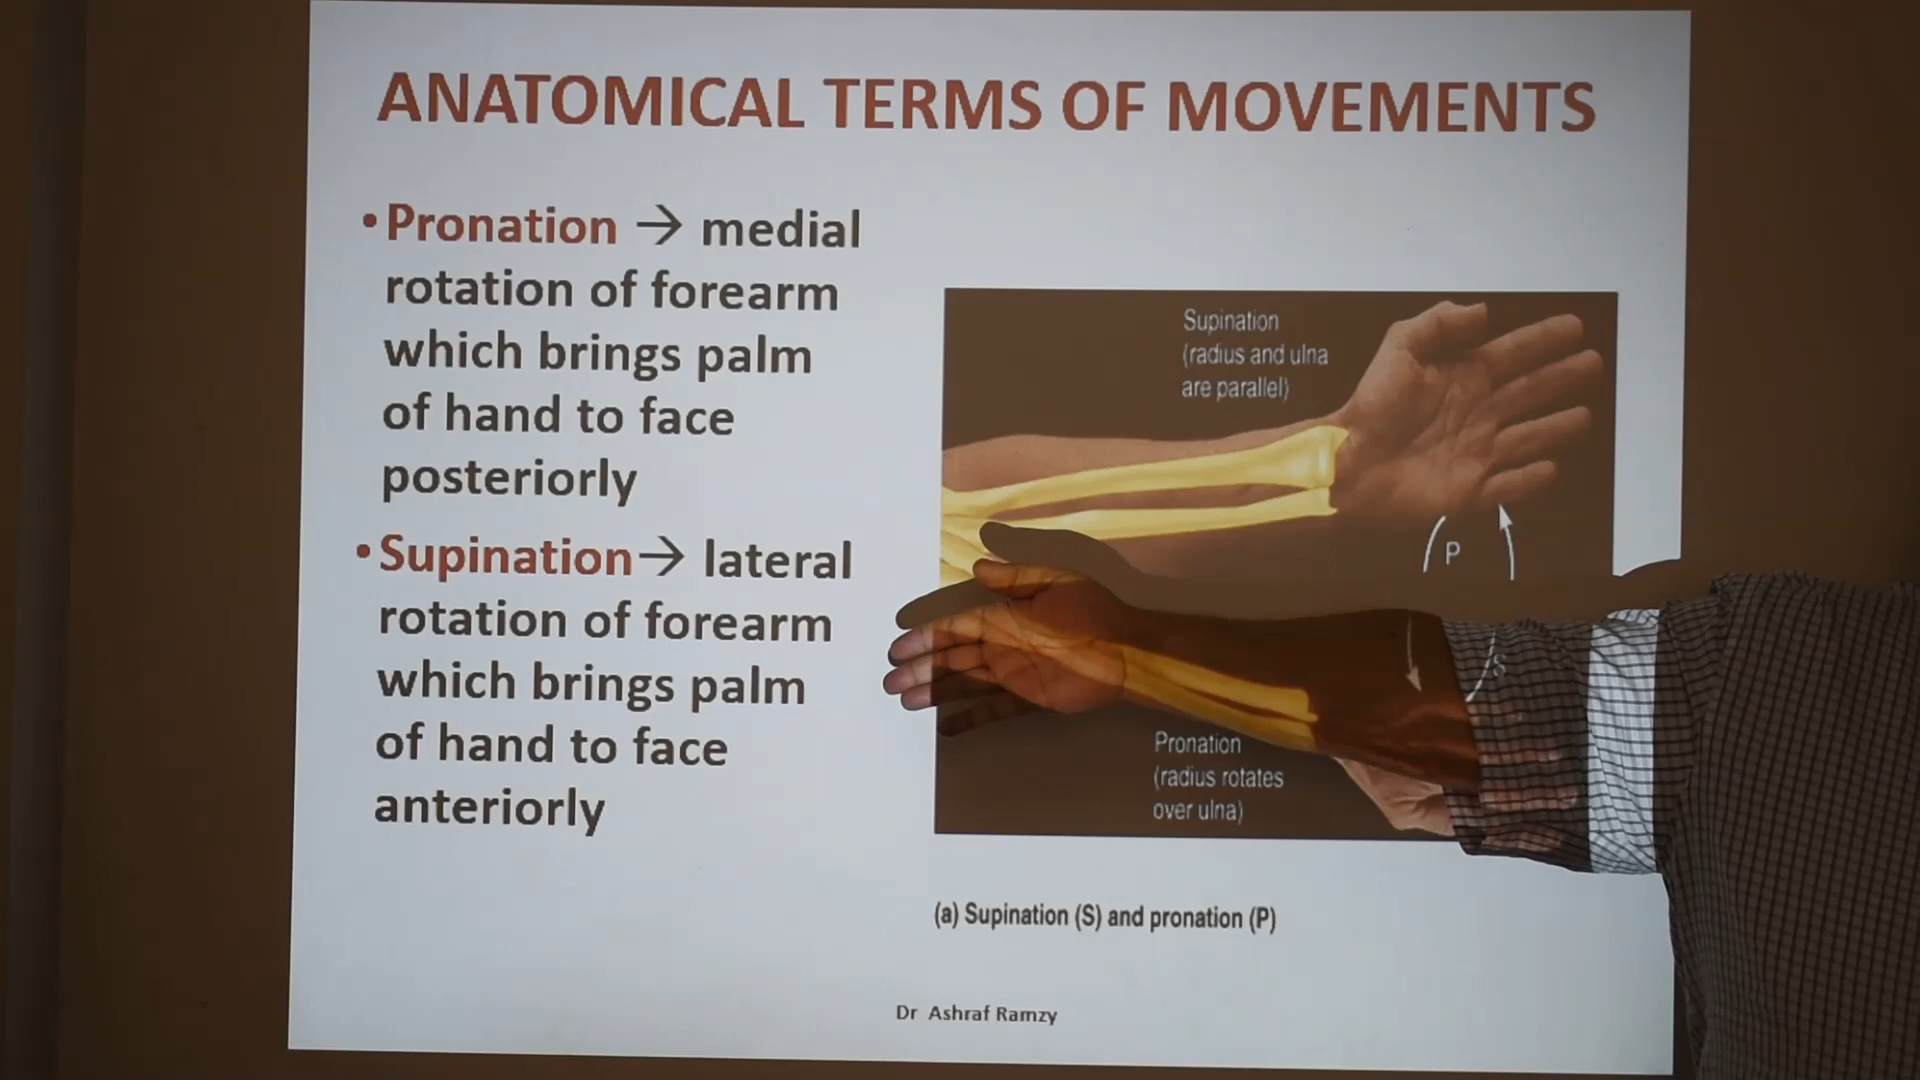 ANATOMICAL TERMS OF MOVEMENTS
•Pronation → medial
rotation of forearm
which brings palm
of hand to face
posteriorly
•Supination→ lateral
rotation of forearm
which brings palm
of hand to face
anteriorly
Supination
(radius and ulna
are parallel)
P
S
Pronation
(radius rotates
over ulna)
(a) Supination (S) and pronation (P)
Dr Ashraf Ramzy